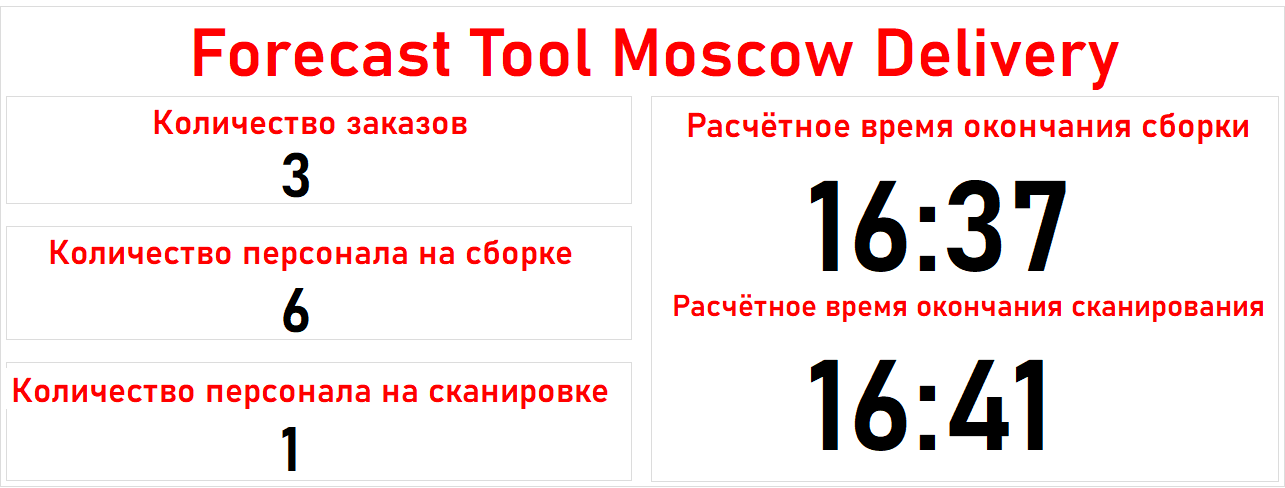 Forecast Tool Moscow Delivery
Количество заказов
3
Количество персонала на сборке
6
Количество персонала на сканировке
1
Расчётное время окончания сборки
16:37
Расчётное время окончания сканирования
16:41